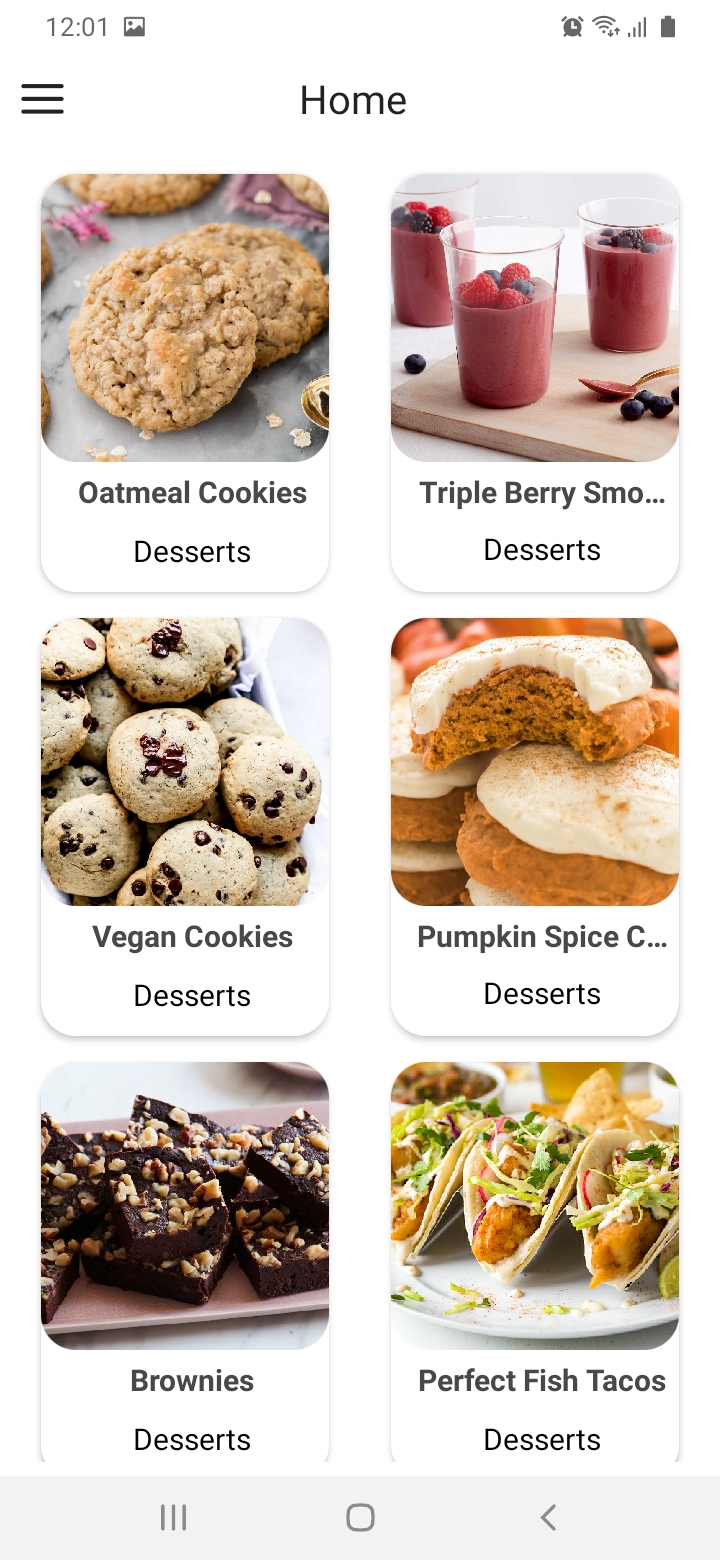 12:01
Home
Oatmeal Cookies
Desserts
Triple Berry Smo...
Desserts
Vegan Cookies
Desserts
Pumpkin Spice C...
Desserts
Brownies
Desserts
Perfect Fish Tacos
Desserts